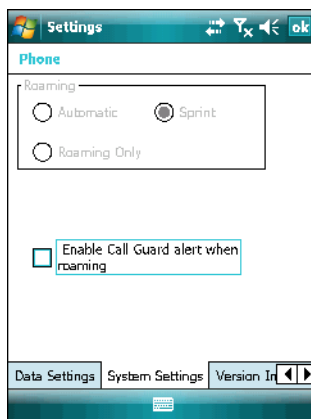 Settings
ok
Phone
Roaming
Automatic
Sprint
Roaming Only
Enable Call Guard alert when
roaming
Data Settings
System Settings
Version In